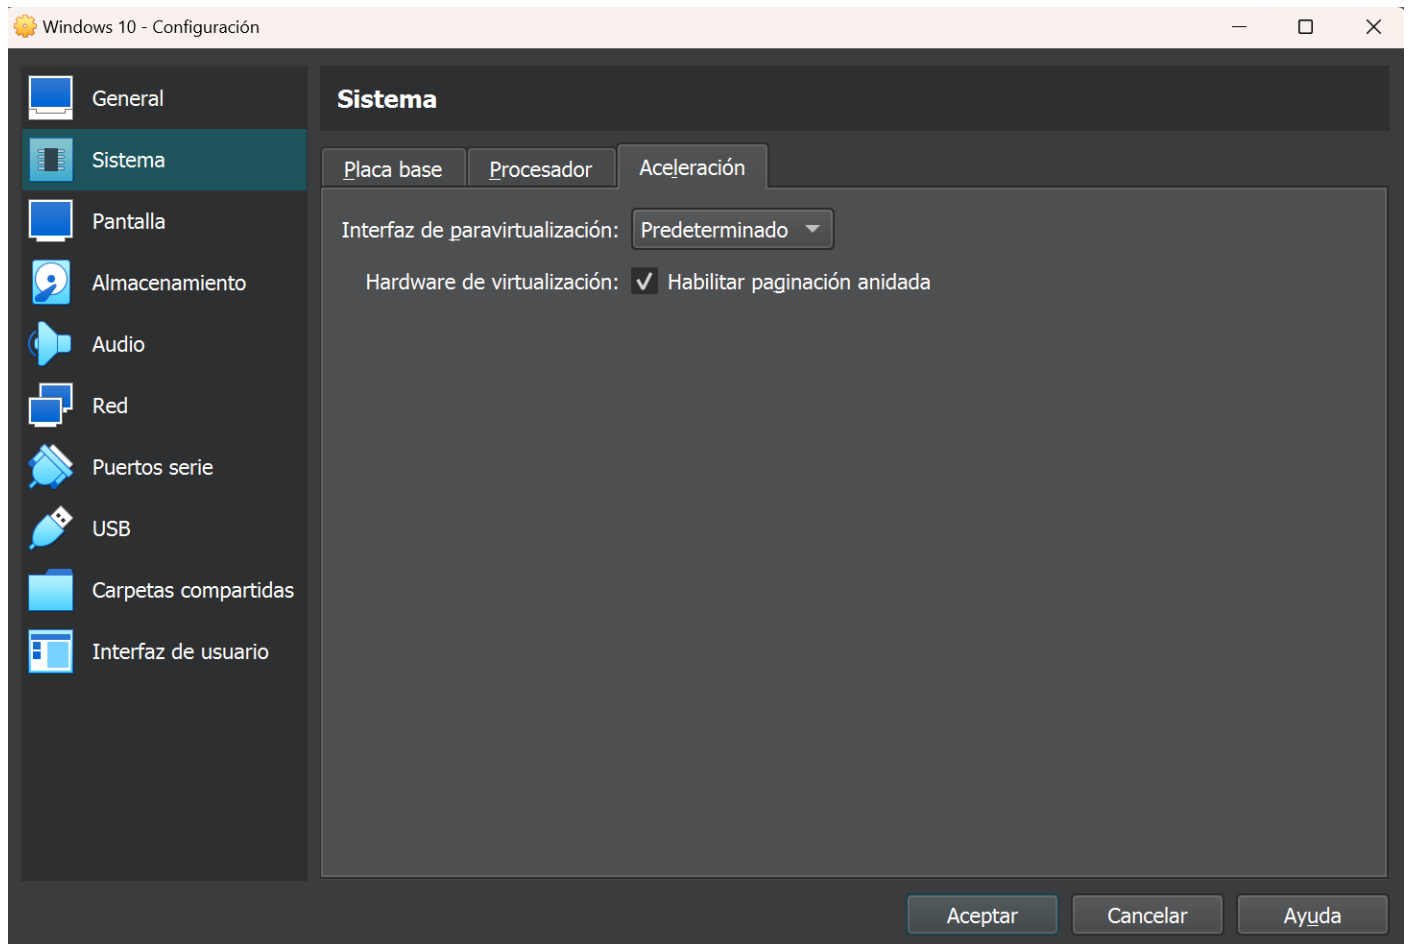 Windows 10 - Configuración
General
Sistema
Pantalla
Almacenamiento
Audio
Red
Puertos serie
USB
Carpetas compartidas
Interfaz de usuario
Sistema
Placa base
Procesador
Aceleración
Interfaz de paravirtualización: Predeterminado
Hardware de virtualización: Habilitar paginación anidada
Aceptar
Cancelar
Ayuda